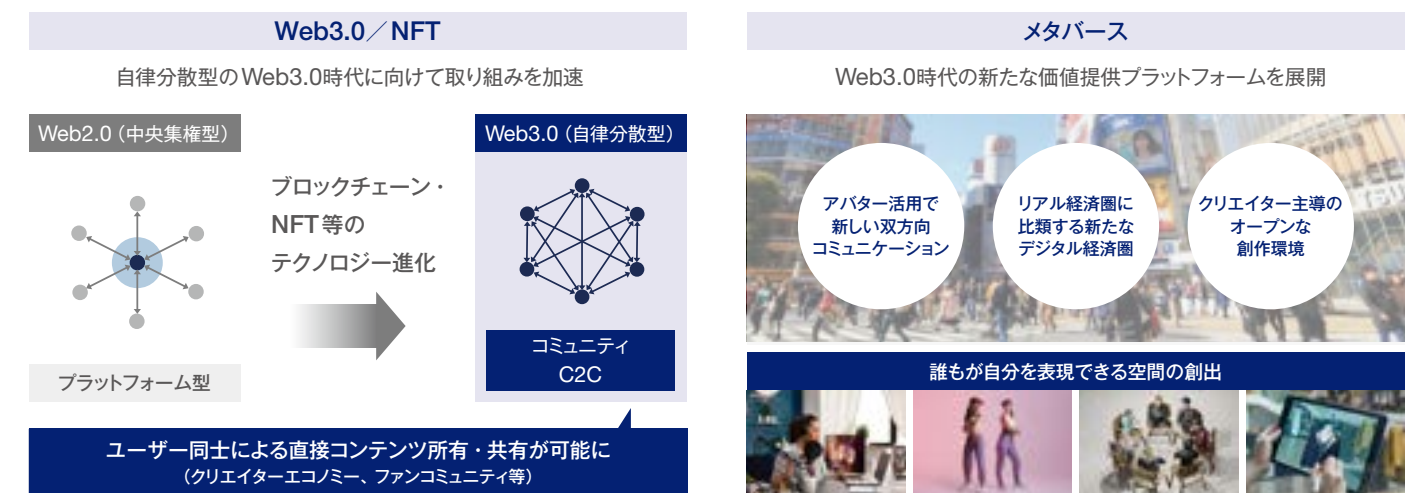 Web3.0／NFT
自律分散型のWeb3.0時代に向けて取り組みを加速
Web2.0（中央集権型）
ブロックチェーン・
NFT等の
テクノロジー進化
プラットフォーム型
Web3.0（自律分散型）
コミュニティ
C2C
ユーザー同士による直接コンテンツ所有・共有が可能に
（クリエイターエコノミー、ファンコミュニティ等）
メタバース
Web3.0時代の新たな価値提供プラットフォームを展開
アバター活用で
新しい双方向
コミュニケーション
リアル経済圏に
比類する新たな
デジタル経済圏
クリエイター主導の
オープンな
創作環境
誰もが自分を表現できる空間の創出